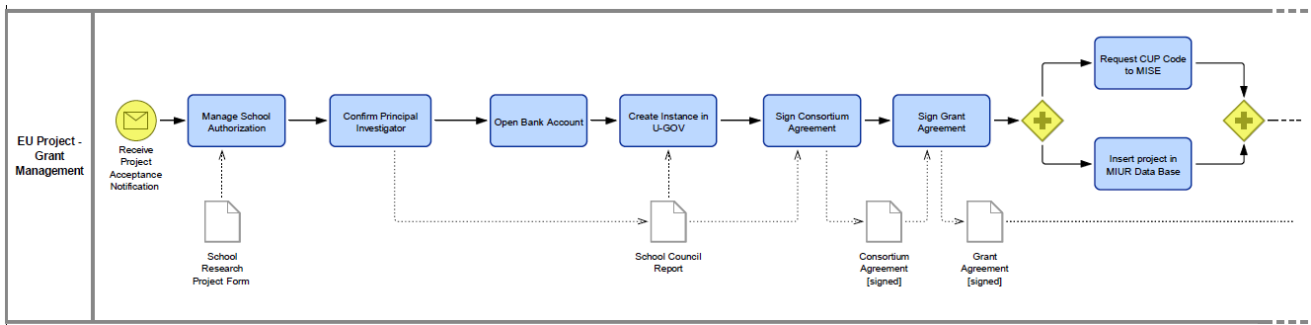 EU Project -
Grant
Management
Receive
Project
Acceptance
Notification
Manage School
Authorization
Confirm Principal
Investigator
Open Bank Account
Create Instance in
U-GOV
Sign Consortium
Agreement
Sign Grant
Agreement
Request CUP Code
to MISE
Insert project in
MIUR Data Base
School
Research
Project Form
School Council
Report
Consortium
Agreement
[signed]
Grant
Agreement
[signed]